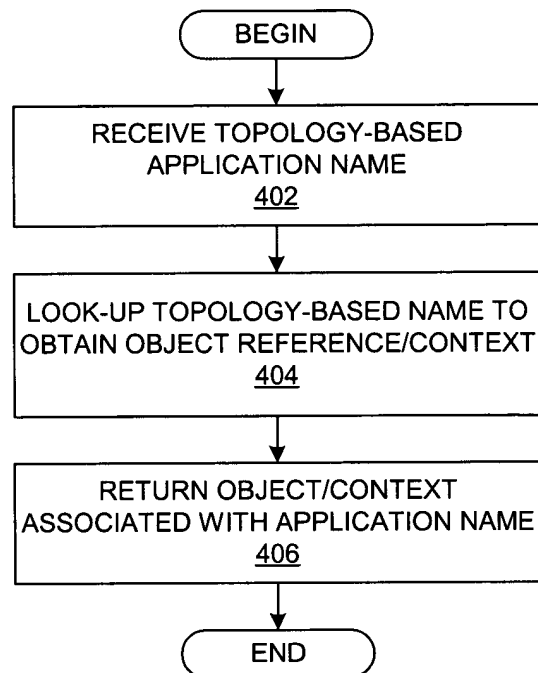 BEGIN
RECEIVE TOPOLOGY-BASED
APPLICATION NAME
402
LOOK-UP TOPOLOGY-BASED NAME TO
OBTAIN OBJECT REFERENCE/CONTEXT
404
RETURN OBJECT/CONTEXT
ASSOCIATED WITH APPLICATION NAME
406
END